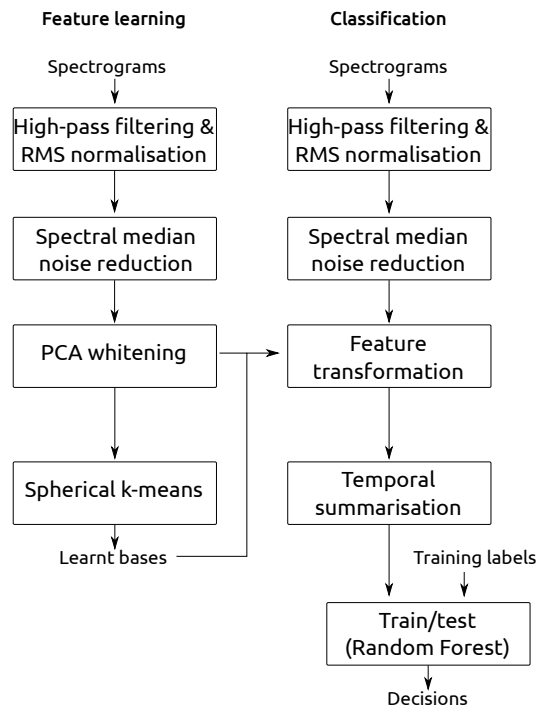 Feature learning
Spectrograms
High-pass filtering &
RMS normalisation
Spectral median
noise reduction
PCA whitening
Spherical k-means
Learnt bases
Classification
Spectrograms
High-pass filtering &
RMS normalisation
Spectral median
noise reduction
Feature
transformation
Temporal
summarisation
Training labels
Train/test
(Random Forest)
Decisions